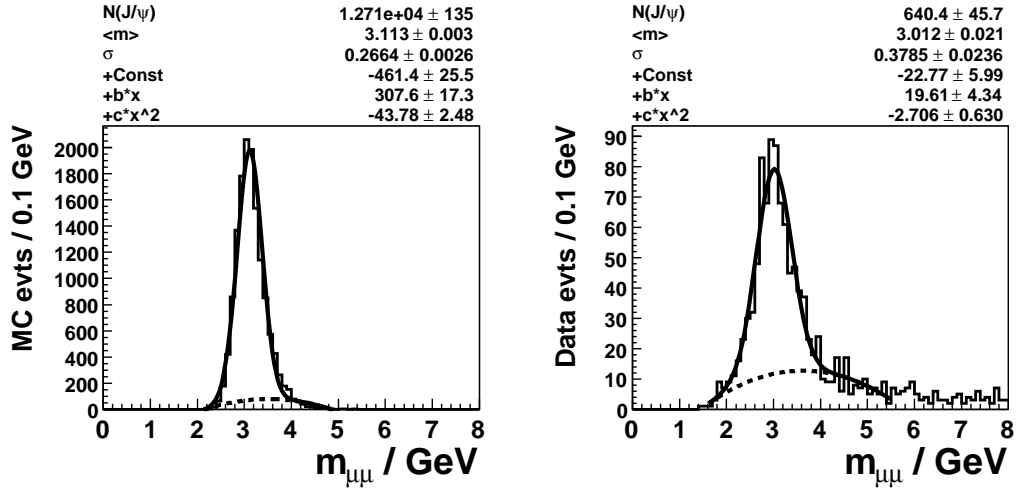 N(J/ψ) 1.271e+04 ± 135
<m> 3.113 ± 0.003
σ 0.2664 ± 0.0026
+Const -461.4 ± 25.5
+b*x 307.6 ± 17.3
+c*x^2 -43.78 ± 2.48
MC evts / 0.1 GeV
2000
1800
1600
1400
1200
1000
800
600
400
200
0
0 1 2 3 4 5 6 7 8
mμμ / GeV
N(J/ψ) 640.4 ± 45.7
<m> 3.012 ± 0.021
σ 0.3785 ± 0.0236
+Const -22.77 ± 5.99
+b*x 19.61 ± 4.34
+c*x^2 -2.706 ± 0.630
Data evts / 0.1 GeV
90
80
70
60
50
40
30
20
10
0
0 1 2 3 4 5 6 7 8
mμμ / GeV